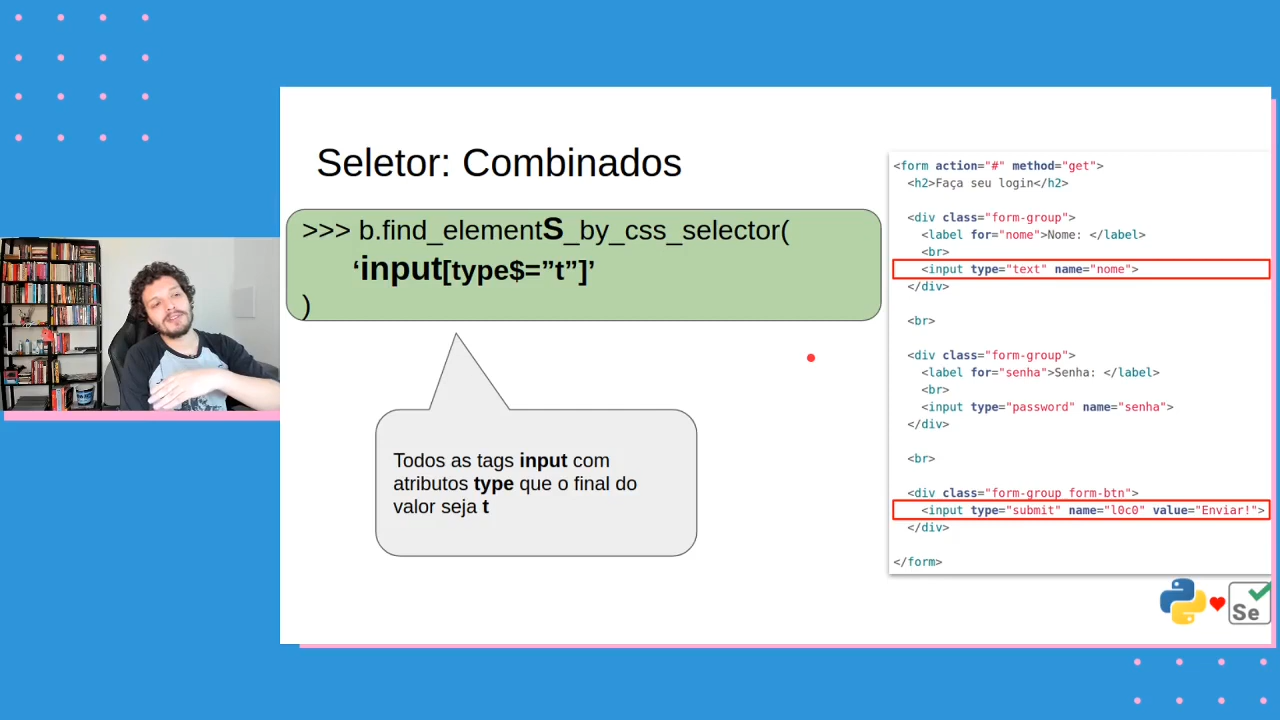 Seletor: Combinados
>>> b.find_elementS_by_css_selector(
‘input[type$=”t”]’
)
Todos as tags input com
atributos type que o final do
valor seja t
<form action="#" method="get">
<h2>Faça seu login</h2>
<div class="form-group">
<label for="nome">Nome: </label>
<br>
<input type="text" name="nome">
</div>
<br>
<div class="form-group">
<label for="senha">Senha: </label>
<br>
<input type="password" name="senha">
</div>
<br>
<div class="form-group form-btn">
<input type="submit" name="l0c0" value="Enviar!">
</div>
</form>
Se